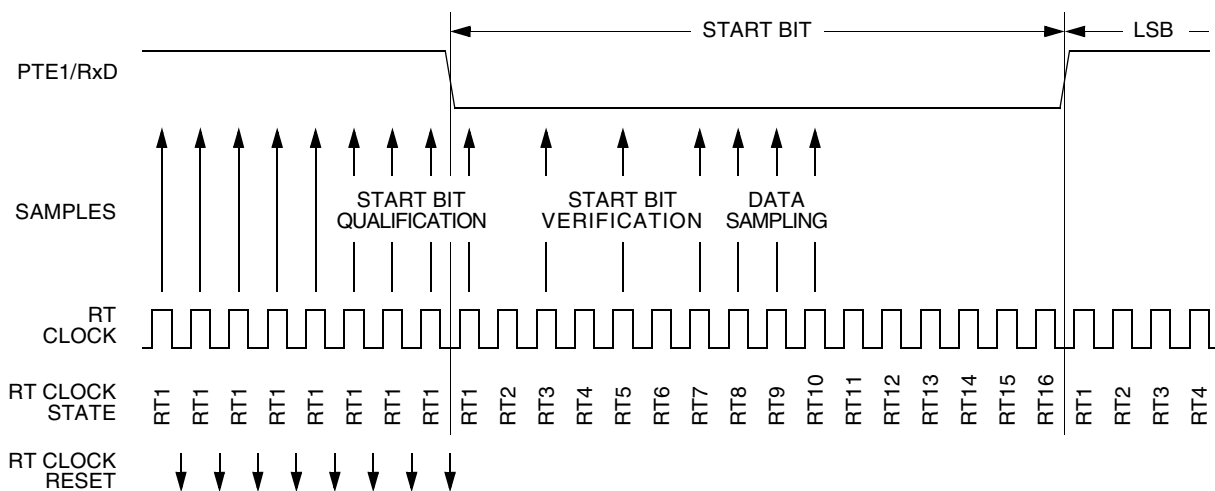 START BIT
LSB
PTE1/RxD
SAMPLES
START BIT
QUALIFICATION
START BIT
VERIFICATION
DATA
SAMPLING
RT
CLOCK
RT CLOCK
STATE
RT1 RT1 RT1 RT1 RT1 RT1 RT1 RT1 RT1 RT2 RT3 RT4 RT5 RT6 RT7 RT8 RT9 RT10 RT11 RT12 RT13 RT14 RT15 RT16 RT1 RT2 RT3 RT4
RT CLOCK
RESET